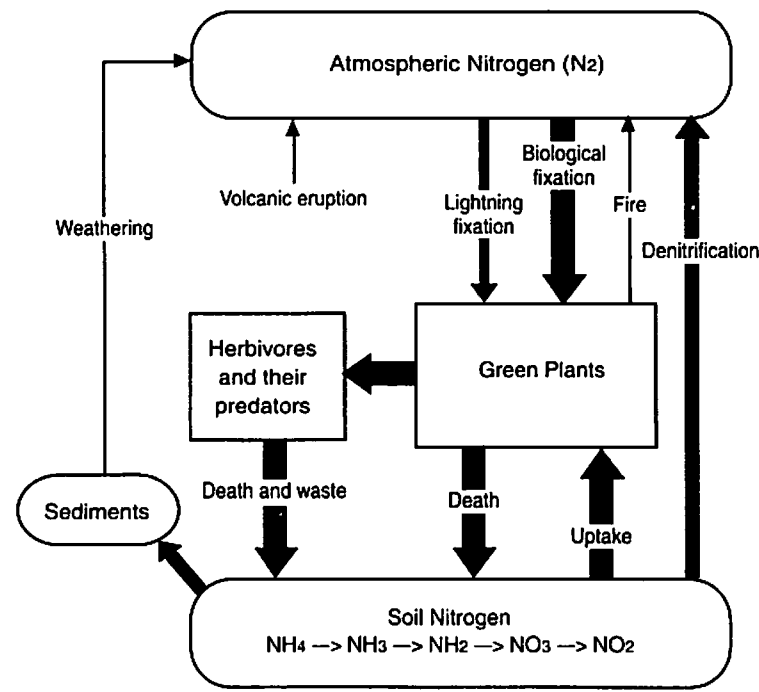 Atmospheric Nitrogen (N2)
Biological
fixation
Volcanic eruption
Lightning
fixation
Fire
Weathering
Denitrification
Herbivores
and their
predators
Green Plants
Death and waste
Death
Sediments
Uptake
Soil Nitrogen
NH4 —> NH3 —> NH2 —> NO3 —> NO2